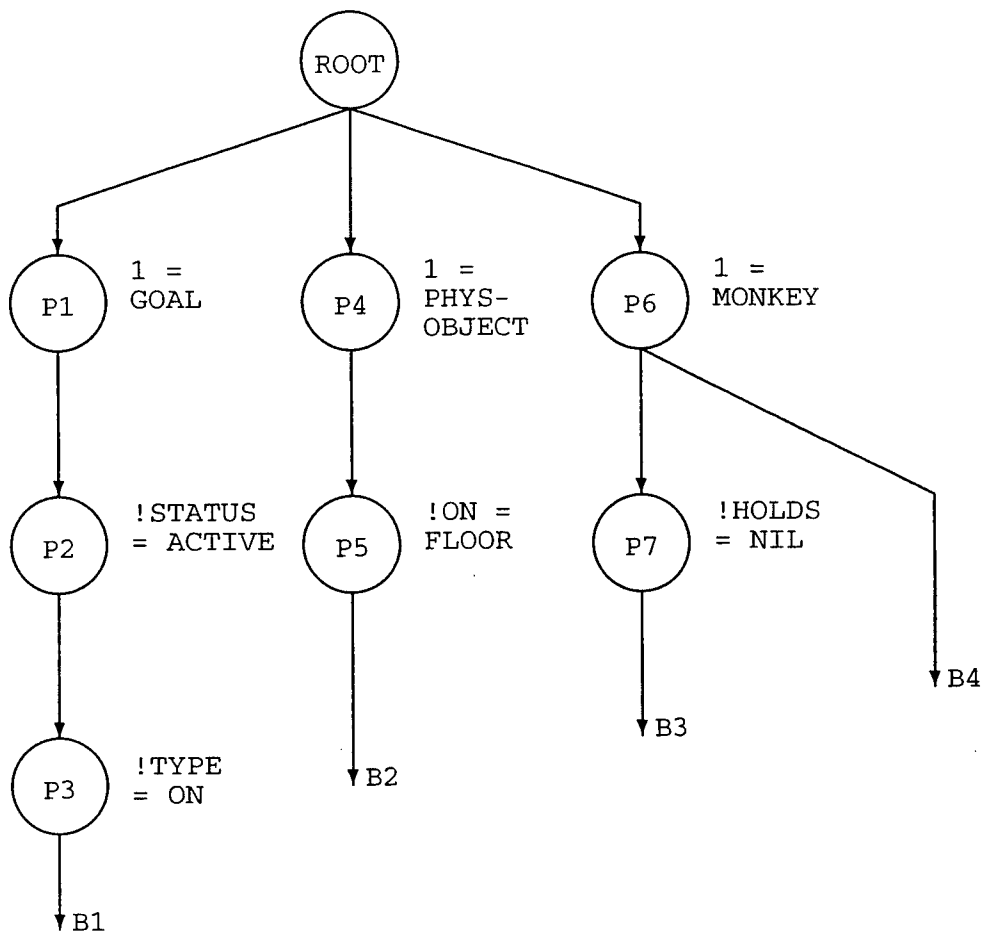 ROOT
P1
1 =
GOAL
P4
1 =
PHYS-
OBJECT
P6
1 =
MONKEY
P2
!STATUS
= ACTIVE
P5
!ON =
FLOOR
P7
!HOLDS
= NIL
B4
B3
P3
!TYPE
= ON
B2
B1